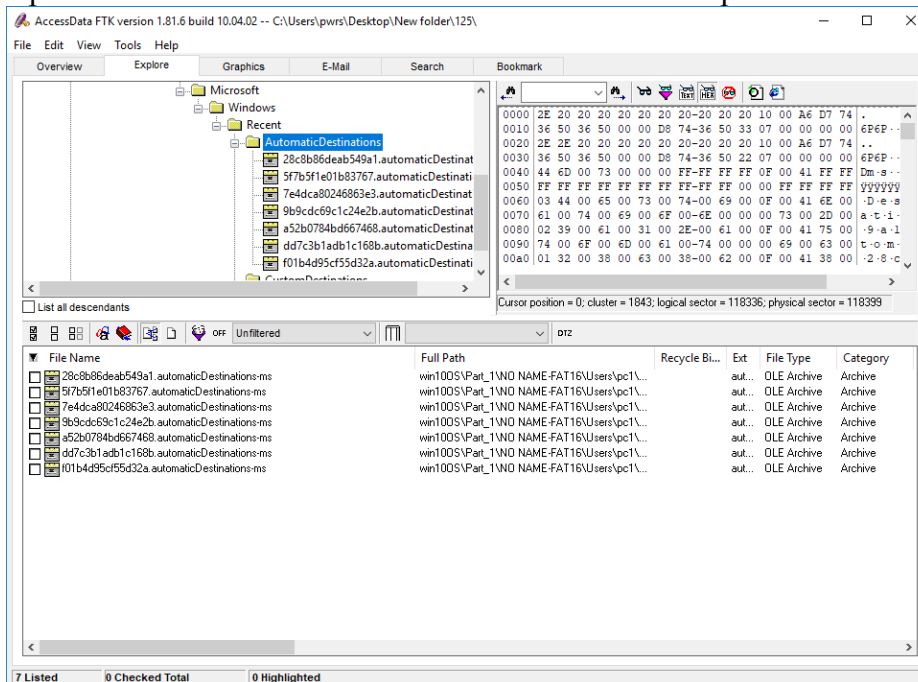 AccessData FTK version 1.81.6 build 10.04.02 -- C:\Users\pwrs\Desktop\New folder\125\
File Edit View Tools Help
Overview Explore Graphics E-Mail Search Bookmark
Microsoft
Windows
Recent
AutomaticDestinations
28c8b86deab549a1.automaticDestinat
5f7b5f1e01b83767.automaticDestinati
7e4dca80246863e3.automaticDestinati
9b9cdc69c1c24e2b.automaticDestinat
a52b0784bd667468.automaticDestinat
dd7c3b1adb1c168b.automaticDestina
f01b4d95cf55d32a.automaticDestinati
CustomDestinations
List all descendants
TEXT HEX
0000 2E 20 20 20 20 20 20 20-20 20 20 10 00 A6 D7 74 .
0010 36 50 36 50 00 00 D8 74-36 50 33 07 00 00 00 00 6P6P··
0020 2E 2E 20 20 20 20 20 20-20 20 20 10 00 A6 D7 74 ..
0030 36 50 36 50 00 00 D8 74-36 50 22 07 00 00 00 00 6P6P··
0040 44 6D 00 73 00 00 00 FF-FF FF FF 0F 00 41 FF FF Dm·s··
0050 FF FF FF FF FF FF FF FF-FF FF 00 00 FF FF FF FF ÿÿÿÿÿÿ
0060 03 44 00 65 00 73 00 74-00 69 00 0F 00 41 6E 00 ·D·e·s
0070 61 00 74 00 69 00 6F 00-6E 00 00 00 73 00 2D 00 a·t·i·
0080 02 39 00 61 00 31 00 2E-00 61 00 0F 00 41 75 00 ·9·a·1
0090 74 00 6F 00 6D 00 61 00-74 00 00 00 69 00 63 00 t·o·m·
00a0 01 32 00 38 00 63 00 38-00 62 00 0F 00 41 38 00 ·2·8·c
Cursor position = 0; cluster = 1843; logical sector = 118336; physical sector = 118399
OFF Unfiltered DTZ
File Name Full Path Recycle Bi... Ext File Type Category
28c8b86deab549a1.automaticDestinations-ms win10OS\Part_1\NO NAME-FAT16\Users\pc1\... aut... OLE Archive Archive
5f7b5f1e01b83767.automaticDestinations-ms win10OS\Part_1\NO NAME-FAT16\Users\pc1\... aut... OLE Archive Archive
7e4dca80246863e3.automaticDestinations-ms win10OS\Part_1\NO NAME-FAT16\Users\pc1\... aut... OLE Archive Archive
9b9cdc69c1c24e2b.automaticDestinations-ms win10OS\Part_1\NO NAME-FAT16\Users\pc1\... aut... OLE Archive Archive
a52b0784bd667468.automaticDestinations-ms win10OS\Part_1\NO NAME-FAT16\Users\pc1\... aut... OLE Archive Archive
dd7c3b1adb1c168b.automaticDestinations-ms win10OS\Part_1\NO NAME-FAT16\Users\pc1\... aut... OLE Archive Archive
f01b4d95cf55d32a.automaticDestinations-ms win10OS\Part_1\NO NAME-FAT16\Users\pc1\... aut... OLE Archive Archive
7 Listed 0 Checked Total 0 Highlighted